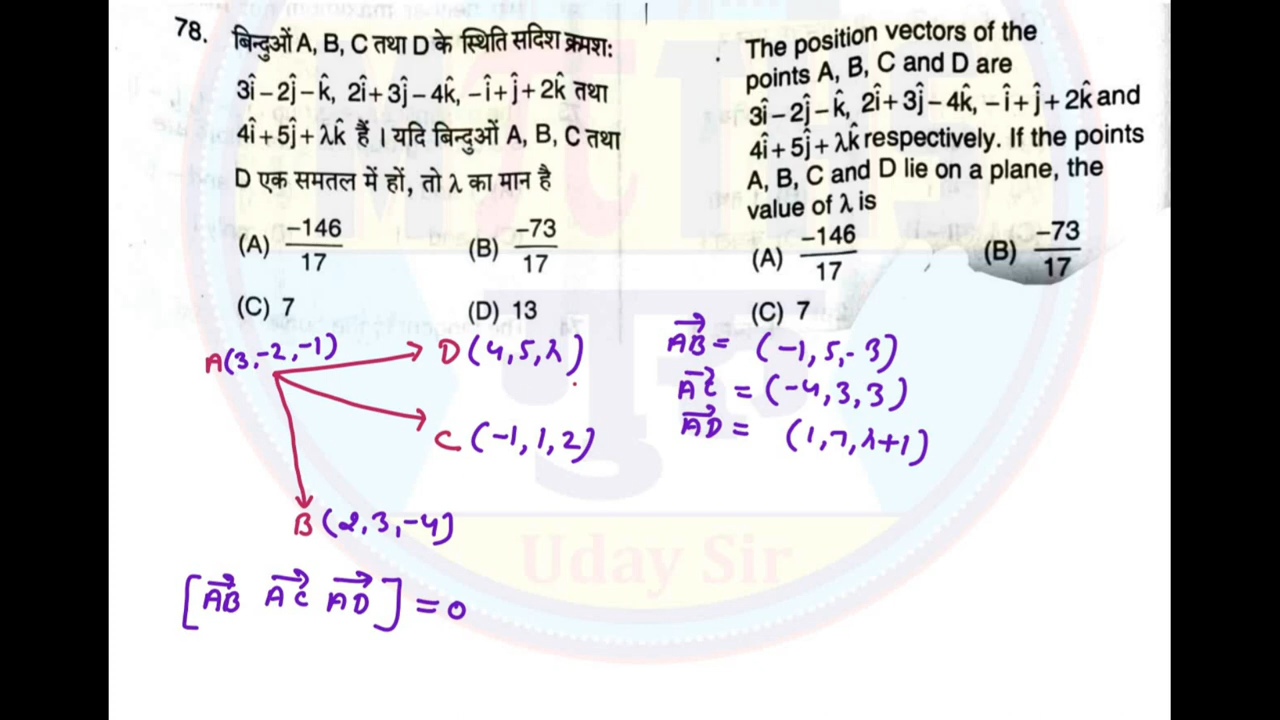 78. बिन्दुओं A, B, C तथा D के स्थिति सदिश क्रमश:
3î – 2ĵ – k̂, 2î + 3ĵ – 4k̂, – î + ĵ + 2k̂ तथा
4î + 5ĵ + λk̂ हैं । यदि बिन्दुओं A, B, C तथा
D एक समतल में हों, तो λ का मान है
(A) –146/17 (B) –73/17
(C) 7 (D) 13
The position vectors of the
points A, B, C and D are
3î – 2ĵ – k̂, 2î + 3ĵ – 4k̂, – î + ĵ + 2k̂ and
4î + 5ĵ + λk̂ respectively. If the points
A, B, C and D lie on a plane, the
value of λ is
(A) –146/17 (B) –73/17
(C) 7
A(3,-2,-1)
D (4,5,λ)
C (-1,1,2)
B (2,3,-4)
AB→ = (-1,5,-3)
AC→ = (-4,3,3)
AD→ = (1,7,λ+1)
[AB→ AC→ AD→] = 0
Uday Sir